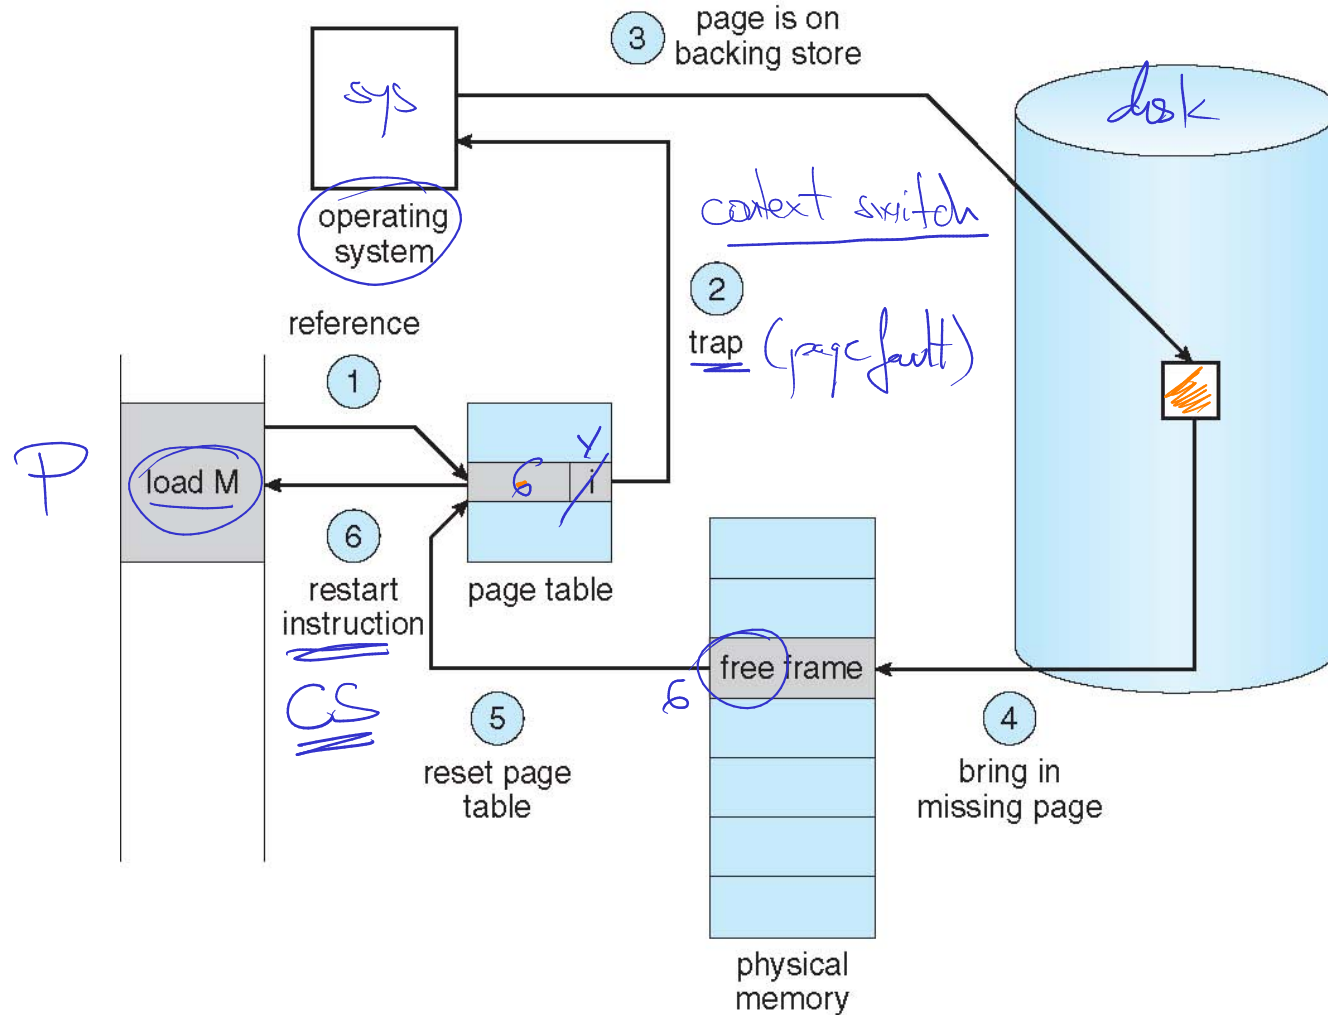 3
page is on
backing store
sys
disk
operating
system
context switch
2
trap (page fault)
reference
1
P
load M
6
v
i
6
restart
instruction
CS
page table
5
reset page
table
free frame
6
4
bring in
missing page
physical
memory